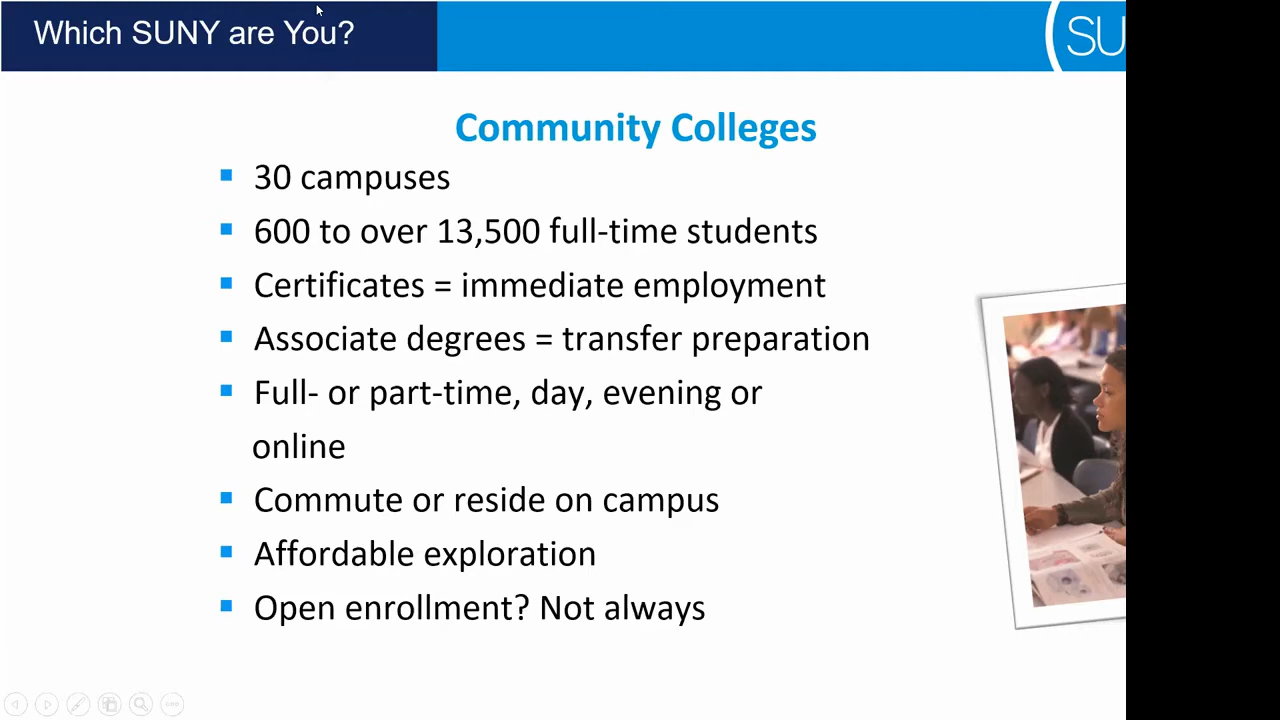 Which SUNY are You?
SU
Community Colleges
30 campuses
600 to over 13,500 full-time students
Certificates = immediate employment
Associate degrees = transfer preparation
Full- or part-time, day, evening or
online
Commute or reside on campus
Affordable exploration
Open enrollment? Not always